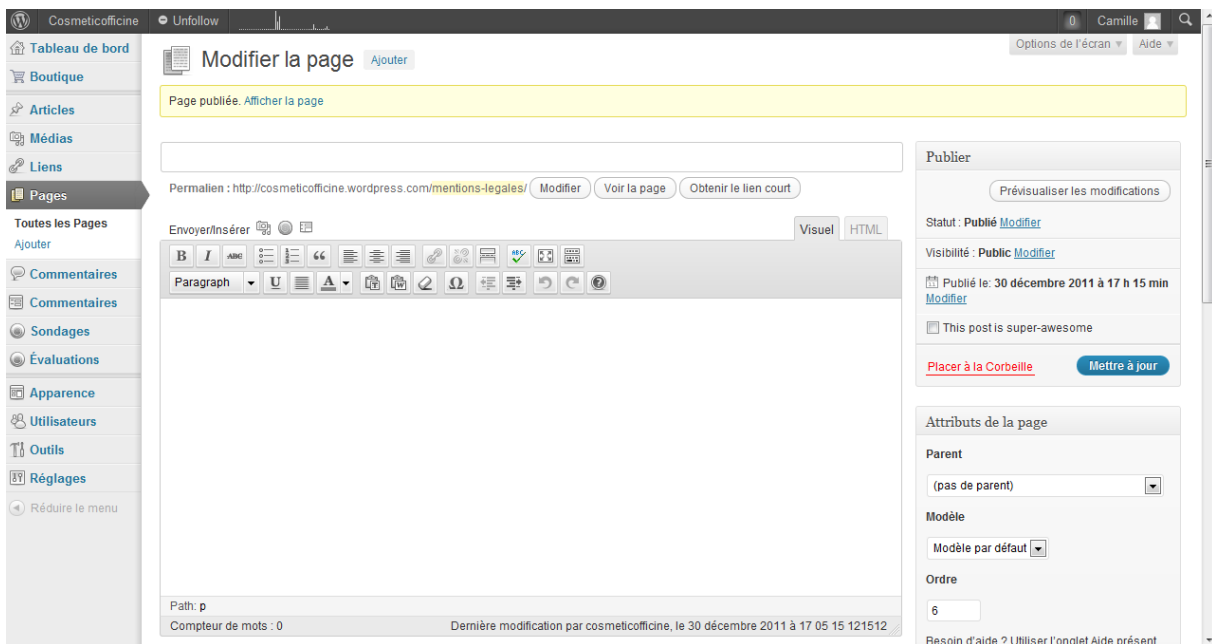 Cosmeticofficine Unfollow 0 Camille
Tableau de bord
Boutique
Articles
Médias
Liens
Pages
Toutes les Pages
Ajouter
Commentaires
Commentaires
Sondages
Évaluations
Apparence
Utilisateurs
Outils
Réglages
Réduire le menu
Options de l'écran Aide
Modifier la page Ajouter
Page publiée. Afficher la page
Permalien : http://cosmeticofficine.wordpress.com/mentions-legales/ Modifier Voir la page Obtenir le lien court
Envoyer/Insérer Visuel HTML
B I ABC ABC
Paragraph U A T W Ω
Path: p
Compteur de mots : 0 Dernière modification par cosmeticofficine, le 30 décembre 2011 à 17 05 15 121512
Publier
Prévisualiser les modifications
Statut : Publié Modifier
Visibilité : Public Modifier
Publié le: 30 décembre 2011 à 17 h 15 min
Modifier
This post is super-awesome
Placer à la Corbeille Mettre à jour
Attributs de la page
Parent
(pas de parent)
Modèle
Modèle par défaut
Ordre
6
Besoin d'aide ? Utiliser l'onglet Aide présent